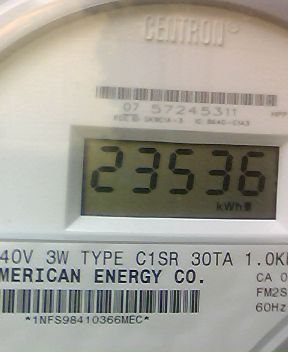 CENTRON
07 57245311
23536
kWh
40V 3W TYPE C1SR 30TA 1.0K
MERICAN ENERGY CO.
CA 0
FM2S
60Hz
*1NFS98410366MEC*